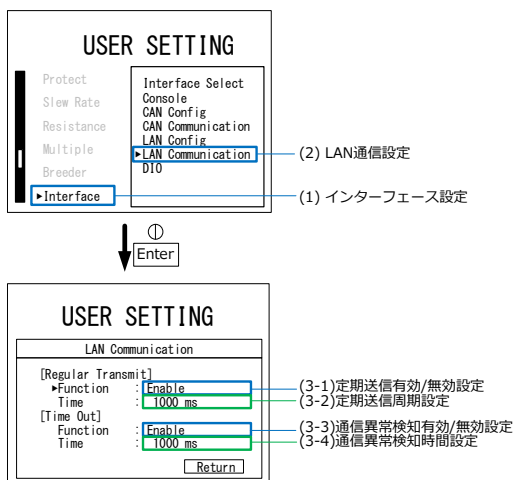 USER SETTING
Protect
Slew Rate
Resistance
Multiple
Breeder
▶Interface
Interface Select
Console
CAN Config
CAN Communication
LAN Config
▶LAN Communication
DIO
(2) LAN通信設定
(1) インターフェース設定
Enter
USER SETTING
LAN Communication
[Regular Transmit]
▶Function : Enable
Time : 1000 ms
[Time Out]
Function : Enable
Time : 1000 ms
Return
(3-1)定期送信有効/無効設定
(3-2)定期送信周期設定
(3-3)通信異常検知有効/無効設定
(3-4)通信異常検知時間設定